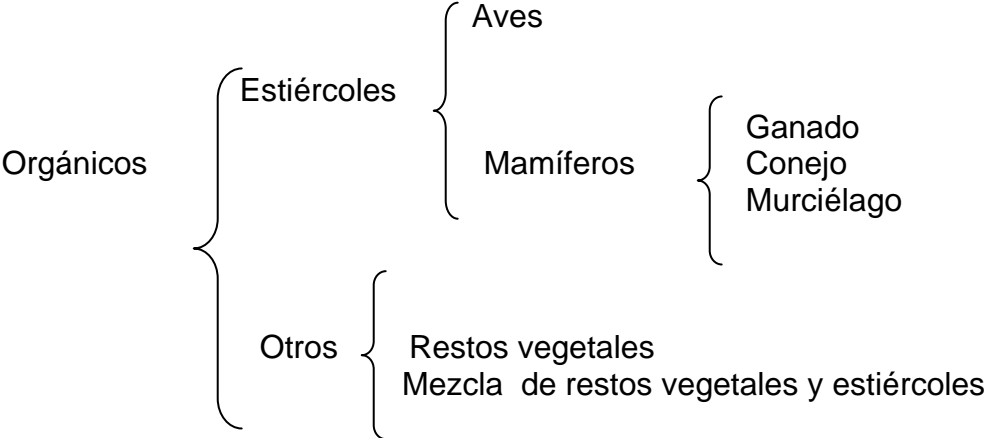 Aves
Estiércoles
Orgánicos
Mamíferos
Ganado
Conejo
Murciélago
Otros
Restos vegetales
Mezcla de restos vegetales y estiércoles